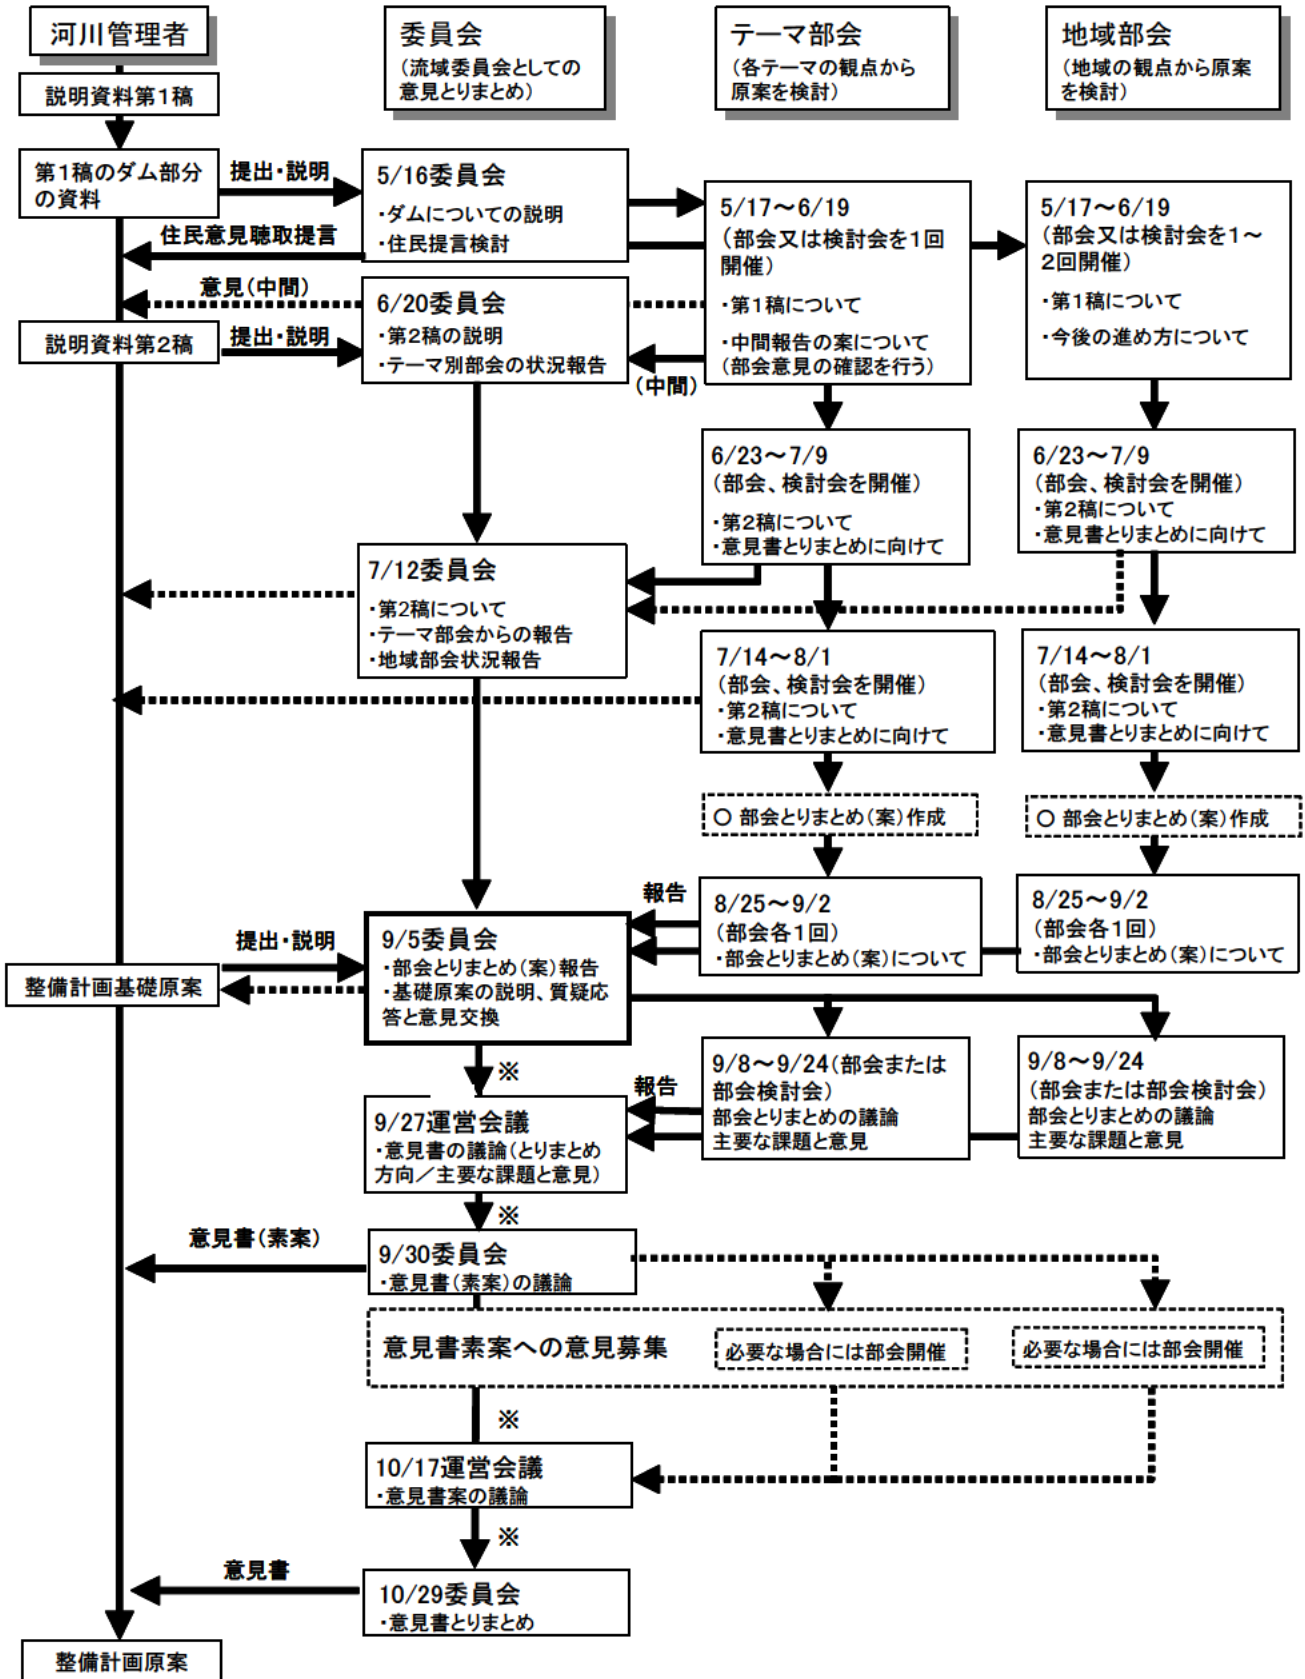 河川管理者
委員会
(流域委員会としての
意見とりまとめ)
テーマ部会
(各テーマの観点から
原案を検討)
地域部会
(地域の観点から原案
を検討)
説明資料第1稿
第1稿のダム部分
の資料
提出・説明
5/16委員会
・ダムについての説明
・住民提言検討
住民意見聴取提言
5/17～6/19
(部会又は検討会を1回
開催)
・第1稿について
・中間報告の案について
(部会意見の確認を行う)
5/17～6/19
(部会又は検討会を1～
2回開催)
・第1稿について
・今後の進め方について
意見(中間)
6/20委員会
・第2稿の説明
・テーマ別部会の状況報告
説明資料第2稿
提出・説明
(中間)
6/23～7/9
(部会、検討会を開催)
・第2稿について
・意見書とりまとめに向けて
6/23～7/9
(部会、検討会を開催)
・第2稿について
・意見書とりまとめに向けて
7/12委員会
・第2稿について
・テーマ部会からの報告
・地域部会状況報告
7/14～8/1
(部会、検討会を開催)
・第2稿について
・意見書とりまとめに向けて
7/14～8/1
(部会、検討会を開催)
・第2稿について
・意見書とりまとめに向けて
○ 部会とりまとめ(案)作成
○ 部会とりまとめ(案)作成
報告
8/25～9/2
(部会各1回)
・部会とりまとめ(案)について
8/25～9/2
(部会各1回)
・部会とりまとめ(案)について
提出・説明
9/5委員会
・部会とりまとめ(案)報告
・基礎原案の説明、質疑応
答と意見交換
整備計画基礎原案
※
報告
9/8～9/24(部会または
部会検討会)
部会とりまとめの議論
主要な課題と意見
9/8～9/24
(部会または部会検討会)
部会とりまとめの議論
主要な課題と意見
9/27運営会議
・意見書の議論(とりまとめ
方向／主要な課題と意見)
※
意見書(素案)
9/30委員会
・意見書(素案)の議論
意見書素案への意見募集
必要な場合には部会開催
必要な場合には部会開催
※
10/17運営会議
・意見書案の議論
※
意見書
10/29委員会
・意見書とりまとめ
整備計画原案